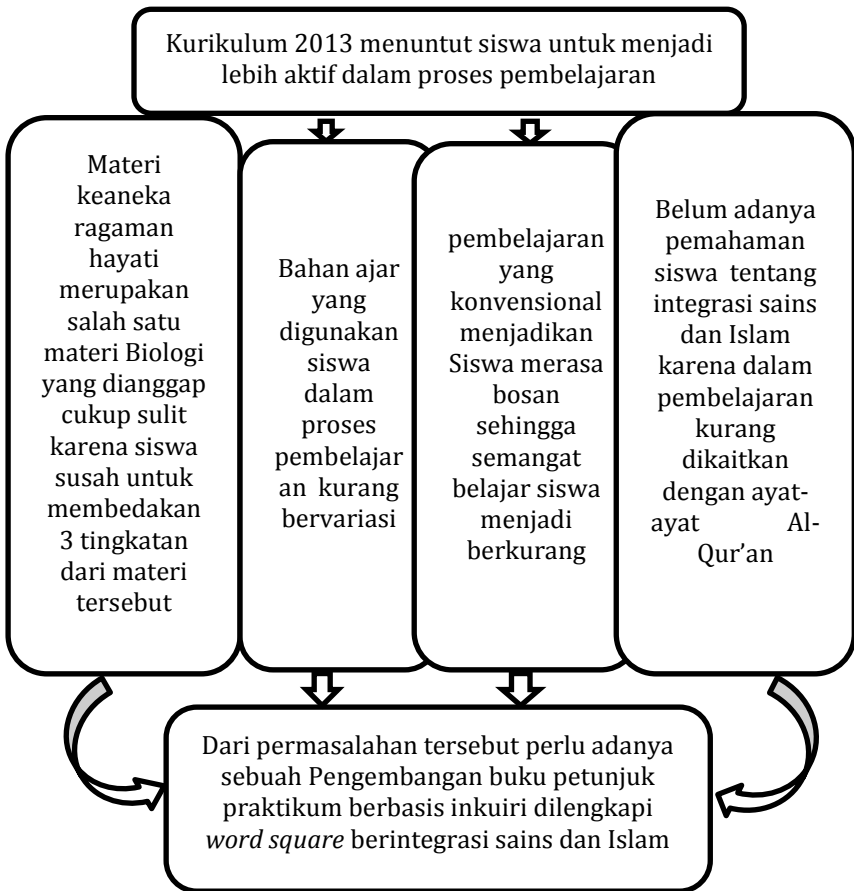 Kurikulum 2013 menuntut siswa untuk menjadi
lebih aktif dalam proses pembelajaran
Materi
keaneka
ragaman
hayati
merupakan
salah satu
materi Biologi
yang dianggap
cukup sulit
karena siswa
susah untuk
membedakan
3 tingkatan
dari materi
tersebut
Bahan ajar
yang
digunakan
siswa
dalam
proses
pembelajar
an kurang
bervariasi
pembelajaran
yang
konvensional
menjadikan
Siswa merasa
bosan
sehingga
semangat
belajar siswa
menjadi
berkurang
Belum adanya
pemahaman
siswa tentang
integrasi sains
dan Islam
karena dalam
pembelajaran
kurang
dikaitkan
dengan ayat-
ayat Al-
Qur’an
Dari permasalahan tersebut perlu adanya
sebuah Pengembangan buku petunjuk
praktikum berbasis inkuiri dilengkapi
word square berintegrasi sains dan Islam